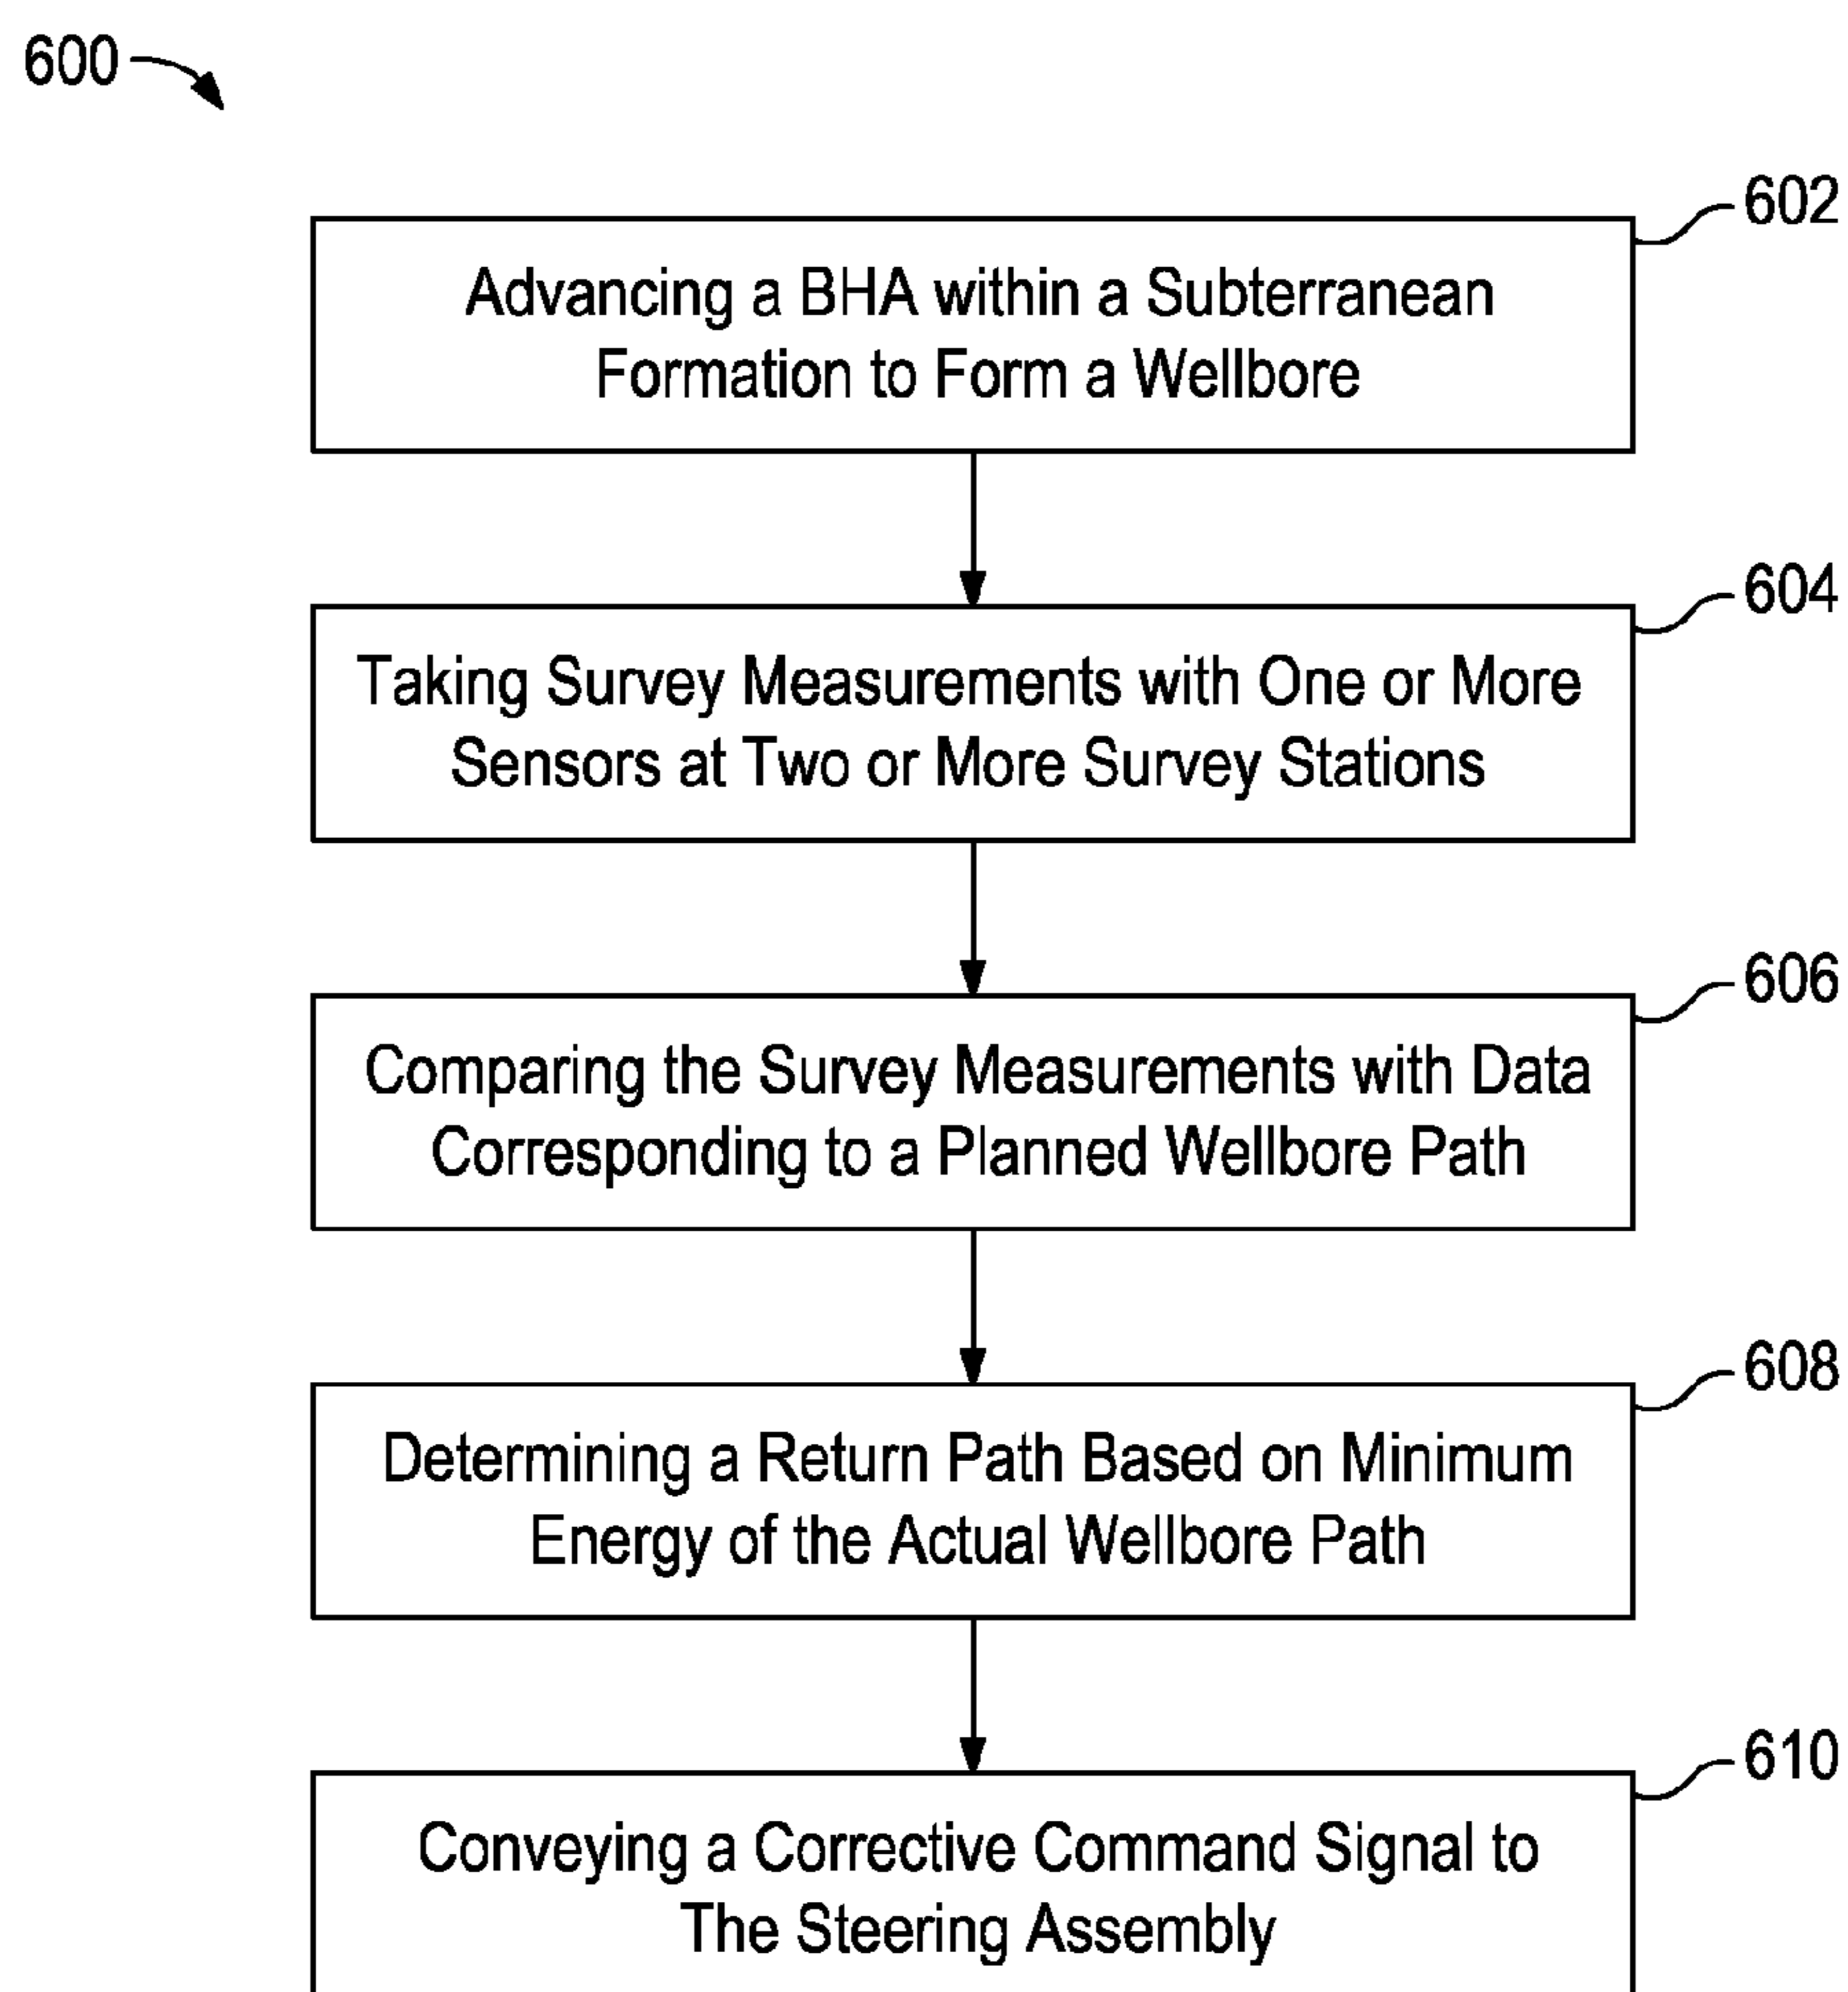 600
602
Advancing a BHA within a Subterranean
Formation to Form a Wellbore
604
Taking Survey Measurements with One or More
Sensors at Two or More Survey Stations
606
Comparing the Survey Measurements with Data
Corresponding to a Planned Wellbore Path
608
Determining a Return Path Based on Minimum
Energy of the Actual Wellbore Path
610
Conveying a Corrective Command Signal to
The Steering Assembly